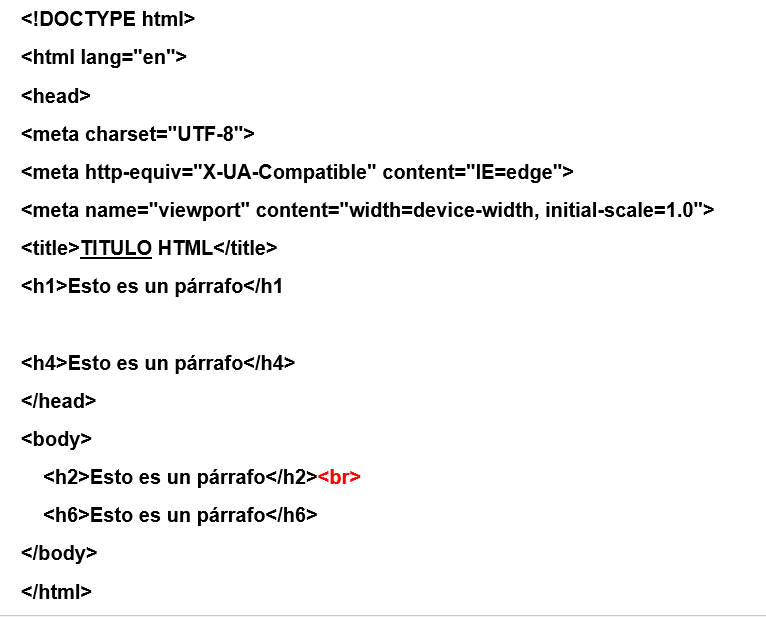 <!DOCTYPE html>
<html lang="en">
<head>
<meta charset="UTF-8">
<meta http-equiv="X-UA-Compatible" content="IE=edge">
<meta name="viewport" content="width=device-width, initial-scale=1.0">
<title>TITULO HTML</title>
<h1>Esto es un párrafo</h1
<h4>Esto es un párrafo</h4>
</head>
<body>
<h2>Esto es un párrafo</h2><br>
<h6>Esto es un párrafo</h6>
</body>
</html>